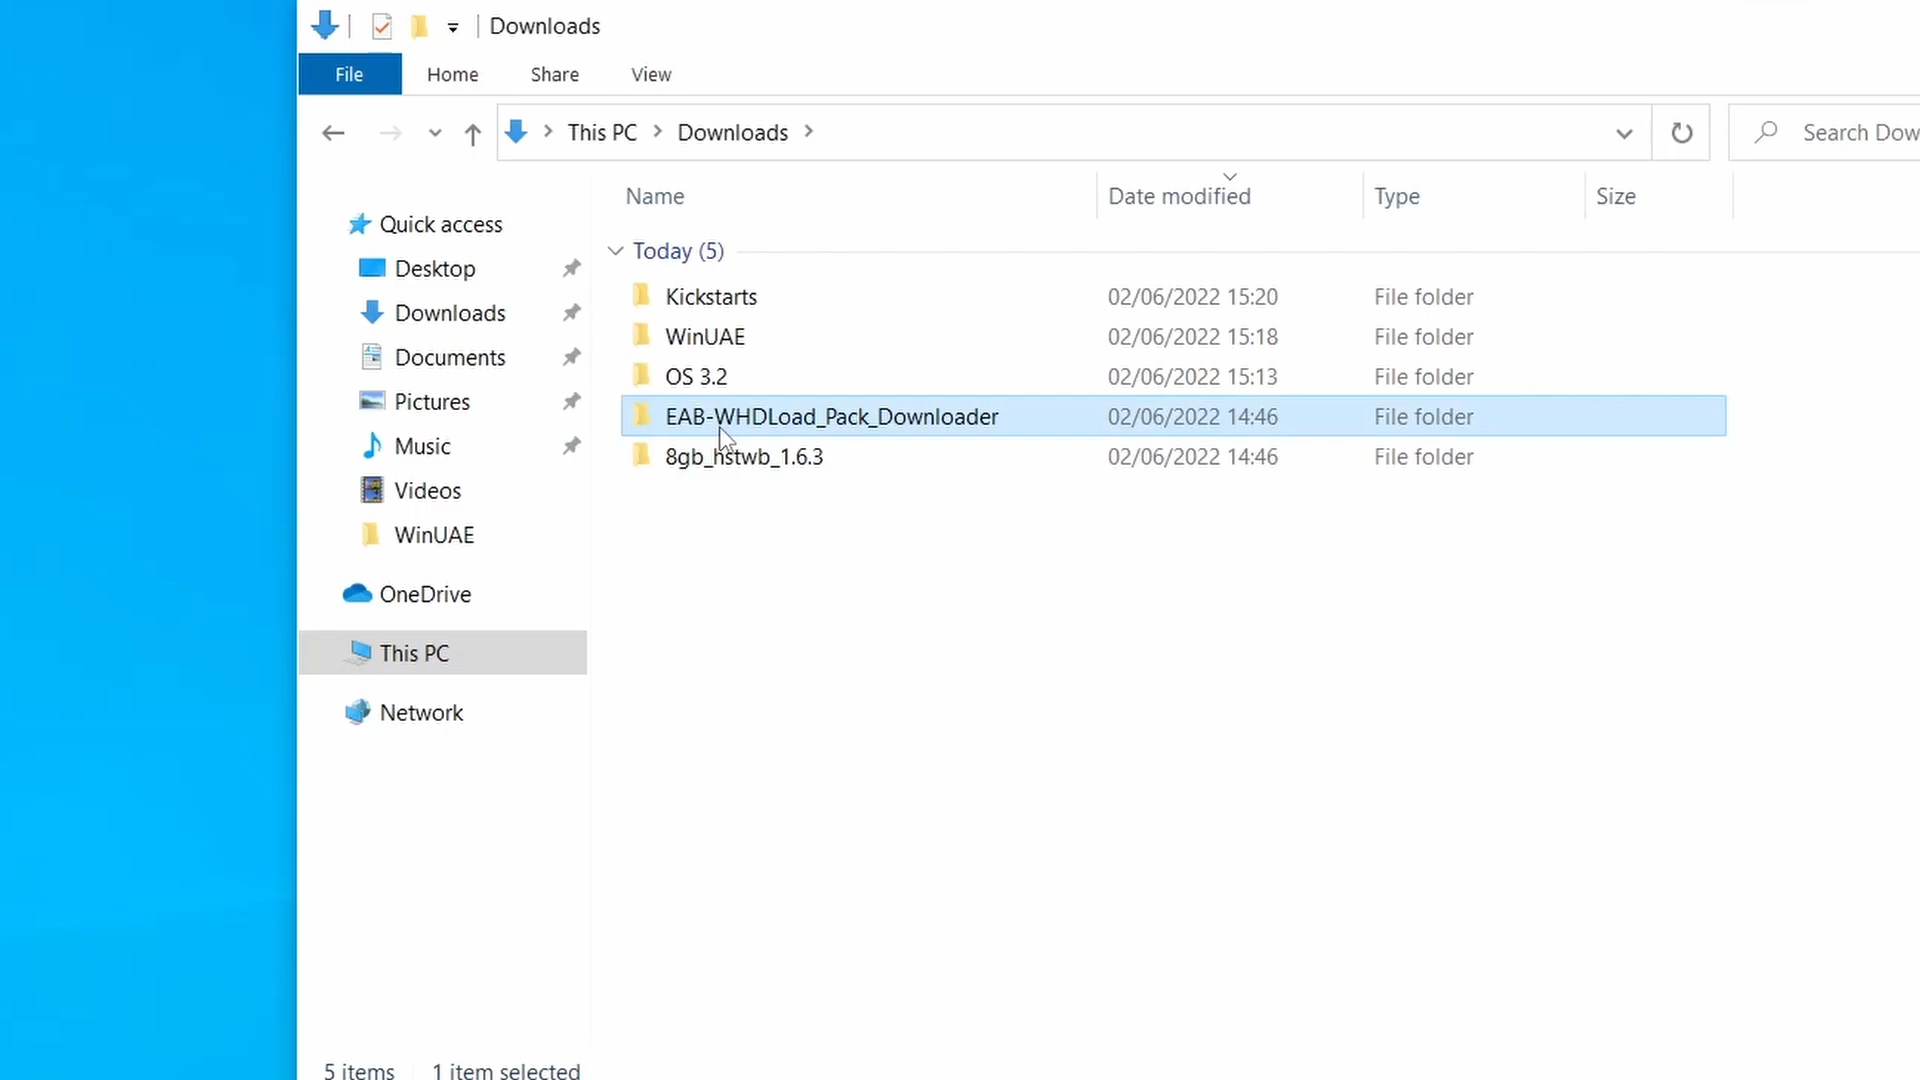 Downloads
File Home Share View
This PC Downloads Search Dow
Name Date modified Type Size
Quick access
Desktop
Downloads
Documents
Pictures
Music
Videos
WinUAE
OneDrive
This PC
Network
Today (5)
Kickstarts 02/06/2022 15:20 File folder
WinUAE 02/06/2022 15:18 File folder
OS 3.2 02/06/2022 15:13 File folder
EAB-WHDLoad_Pack_Downloader 02/06/2022 14:46 File folder
8gb_hstwb_1.6.3 02/06/2022 14:46 File folder
5 items 1 item selected